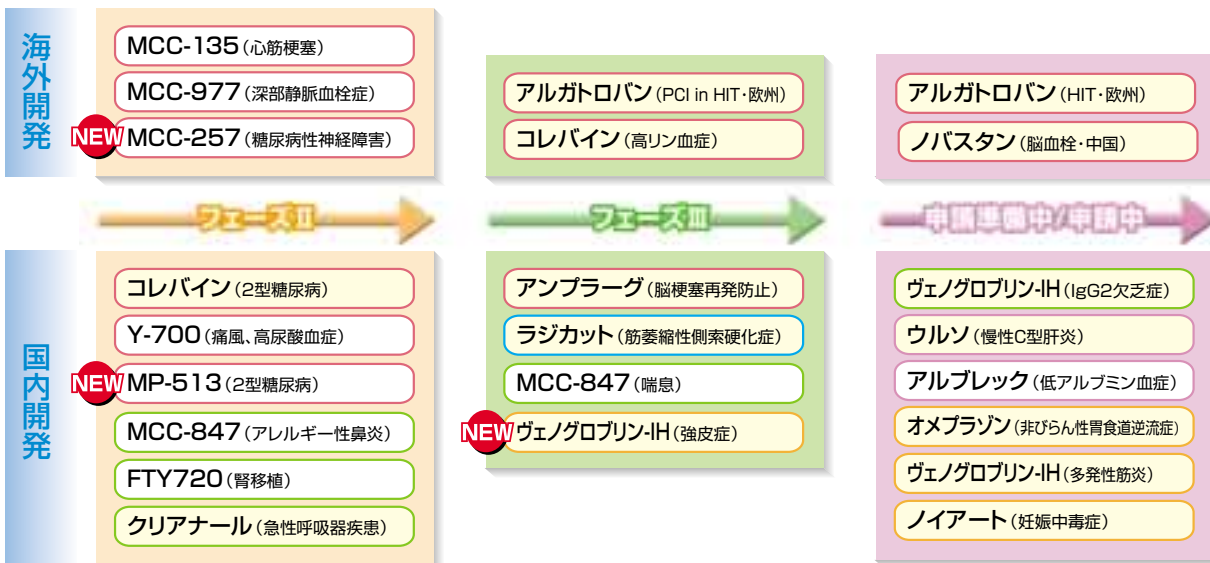 海外開発
MCC-135(心筋梗塞)
MCC-977(深部静脈血栓症)
NEW MCC-257(糖尿病性神経障害)
アルガトロバン(PCI in HIT・欧州)
コレバイン(高リン血症)
アルガトロバン(HIT・欧州)
ノバスタン(脳血栓・中国)
フェーズⅡ
フェーズⅢ
申請準備中/申請中
国内開発
コレバイン(2型糖尿病)
Y-700(痛風、高尿酸血症)
NEW MP-513(2型糖尿病)
MCC-847(アレルギー性鼻炎)
FTY720(腎移植)
クリアナール(急性呼吸器疾患)
アンプラーグ(脳梗塞再発防止)
ラジカット(筋萎縮性側索硬化症)
MCC-847(喘息)
NEW ヴェノグロブリン-IH(強皮症)
ヴェノグロブリン-IH(IgG2欠乏症)
ウルソ(慢性C型肝炎)
アルブレック(低アルブミン血症)
オメプラゾン(非びらん性胃食道逆流症)
ヴェノグロブリン-IH(多発性筋炎)
ノイアート(妊娠中毒症)